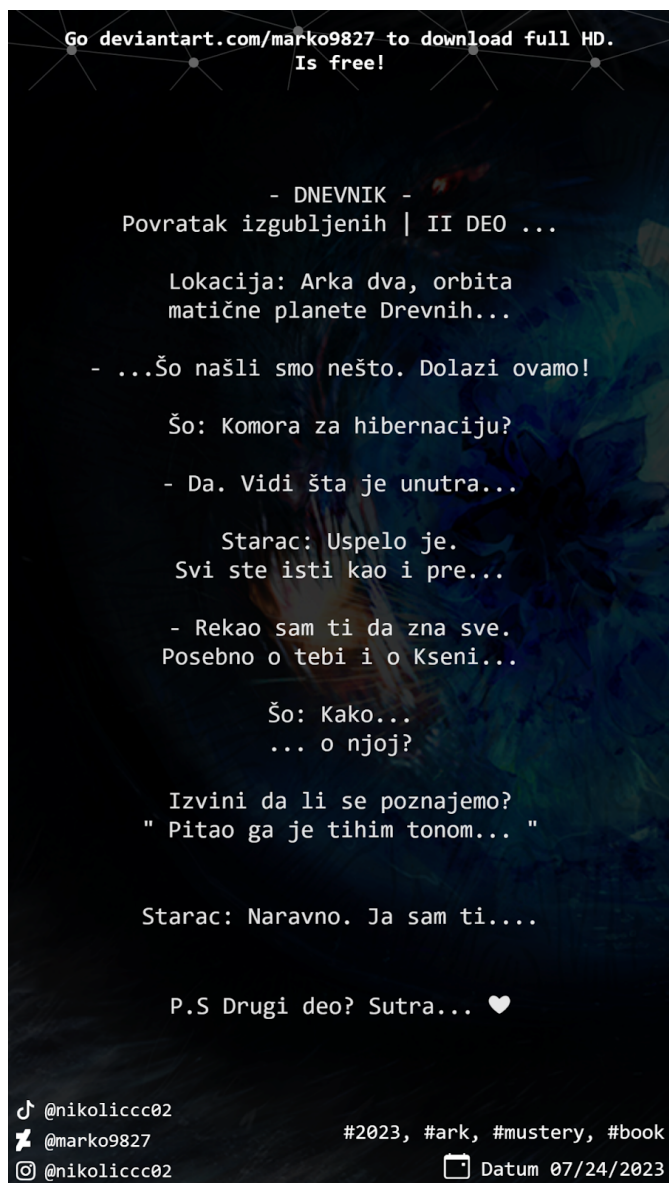 Go deviantart.com/marko9827 to download full HD.
Is free!
- DNEVNIK -
Povratak izgubljenih | II DEO ...
Lokacija: Arka dva, orbita
matične planete Drevnih...
- ...Šo našli smo nešto. Dolazi ovamo!
Šo: Komora za hibernaciju?
- Da. Vidi šta je unutra...
Starac: Uspelo je.
Svi ste isti kao i pre...
- Rekao sam ti da zna sve.
Posebno o tebi i o Kseni...
Šo: Kako...
... o njoj?
Izvini da li se poznajemo?
" Pitao ga je tihim tonom... "
Starac: Naravno. Ja sam ti....
P.S Drugi deo? Sutra... ♥
@nikoliccc02
@marko9827
@nikoliccc02
#2023, #ark, #mustery, #book
Datum 07/24/2023